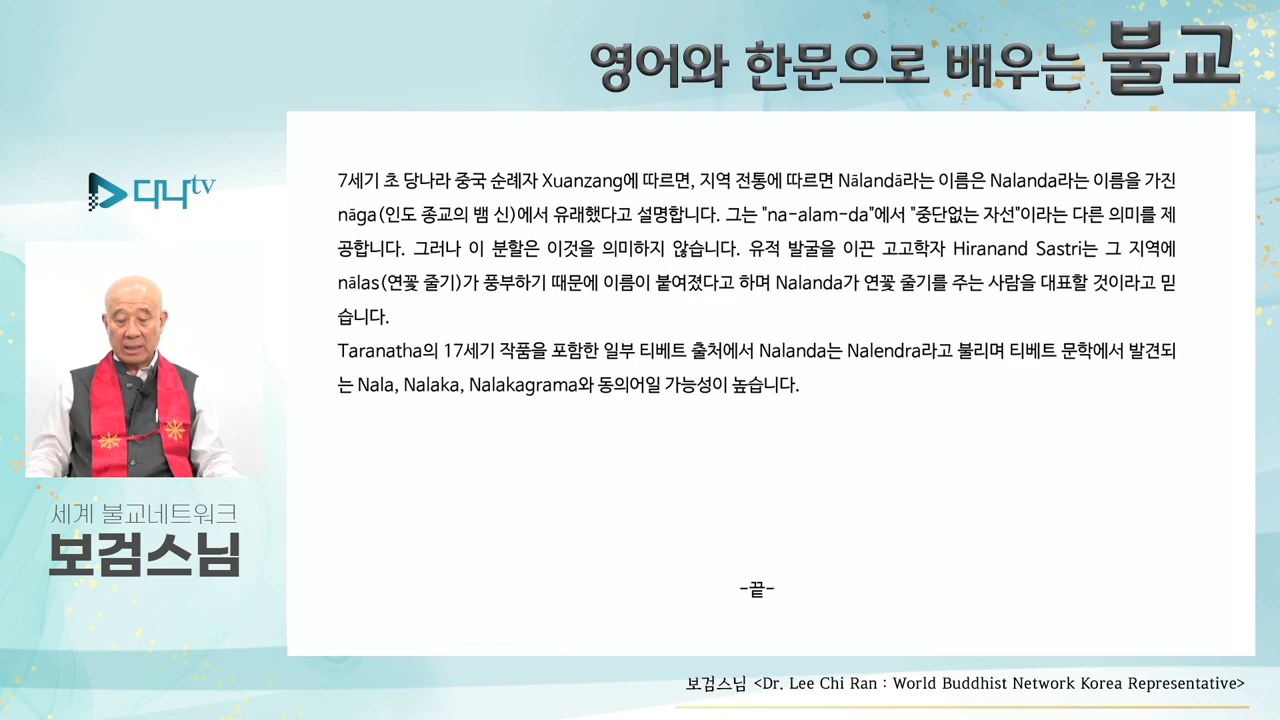 영어와 한문으로 배우는 불교
디나tv
7세기 초 당나라 중국 순례자 Xuanzang에 따르면, 지역 전통에 따르면 Nālandā라는 이름은 Nalanda라는 이름을 가진
nāga(인도 종교의 뱀 신)에서 유래했다고 설명합니다. 그는 "na-alam-da"에서 "중단없는 자선"이라는 다른 의미를 제
공합니다. 그러나 이 분할은 이것을 의미하지 않습니다. 유적 발굴을 이끈 고고학자 Hiranand Sastri는 그 지역에
nālas(연꽃 줄기)가 풍부하기 때문에 이름이 붙여졌다고 하며 Nalanda가 연꽃 줄기를 주는 사람을 대표할 것이라고 믿
습니다.
Taranatha의 17세기 작품을 포함한 일부 티베트 출처에서 Nalanda는 Nalendra라고 불리며 티베트 문학에서 발견되
는 Nala, Nalaka, Nalakagrama와 동의어일 가능성이 높습니다.
-끝-
세계 불교네트워크
보검스님
보검스님 <Dr. Lee Chi Ran : World Buddhist Network Korea Representative>